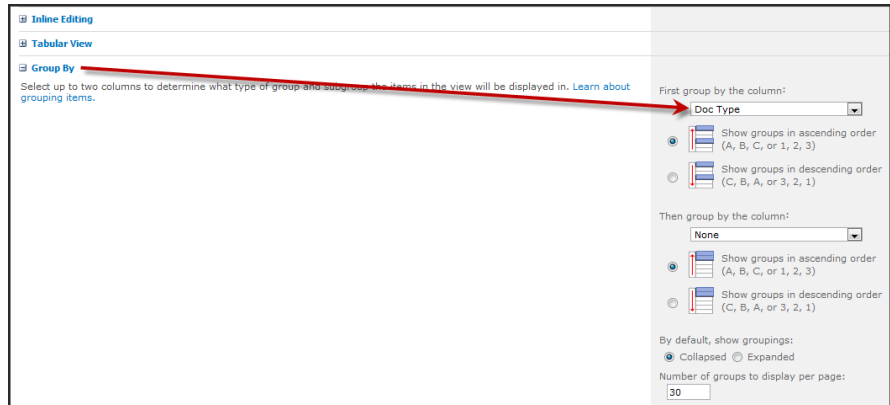 Inline Editing
Tabular View
Group By
Select up to two columns to determine what type of group and subgroup the items in the view will be displayed in. Learn about
grouping items.
First group by the column:
Doc Type
Show groups in ascending order
(A, B, C, or 1, 2, 3)
Show groups in descending order
(C, B, A, or 3, 2, 1)
Then group by the column:
None
Show groups in ascending order
(A, B, C, or 1, 2, 3)
Show groups in descending order
(C, B, A, or 3, 2, 1)
By default, show groupings:
Collapsed Expanded
Number of groups to display per page:
30